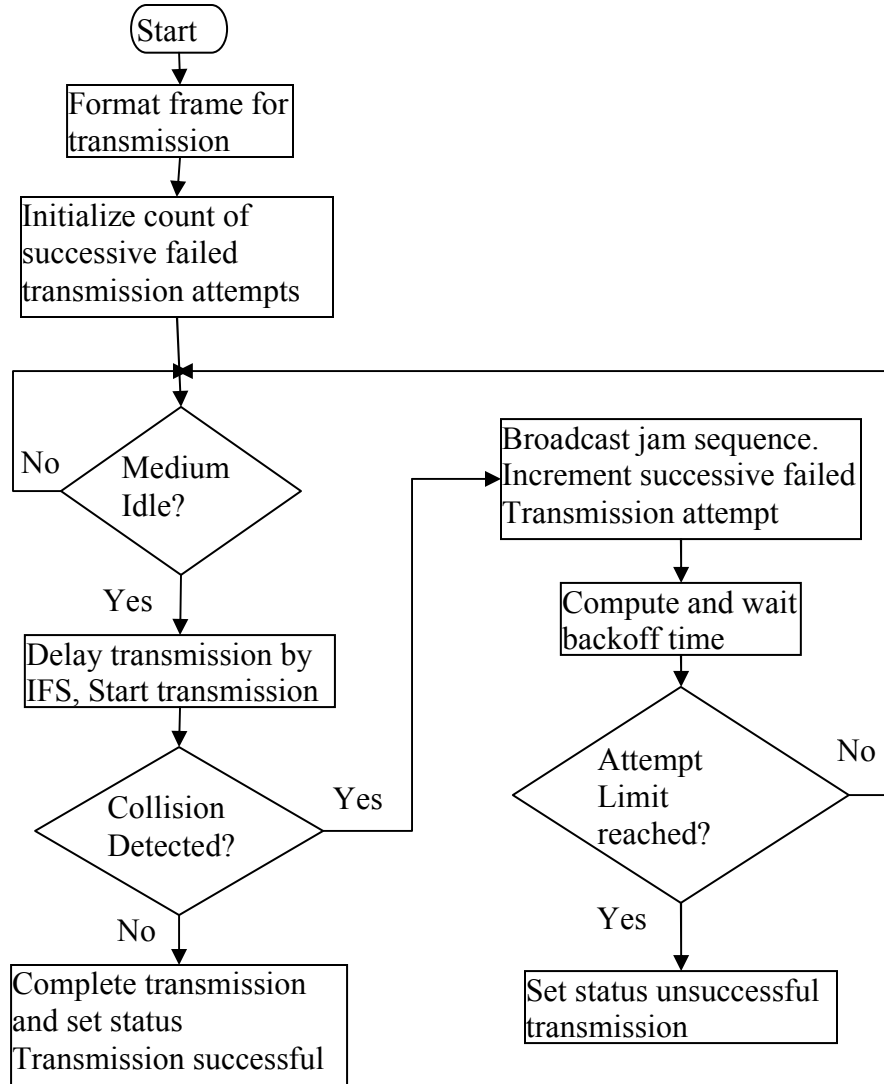 Start
Format frame for
transmission
Initialize count of
successive failed
transmission attempts
No
Medium
Idle?
Yes
Delay transmission by
IFS, Start transmission
Collision
Detected?
Yes
No
Complete transmission
and set status
Transmission successful
Broadcast jam sequence.
Increment successive failed
Transmission attempt
Compute and wait
backoff time
Attempt
Limit
reached?
No
Yes
Set status unsuccessful
transmission